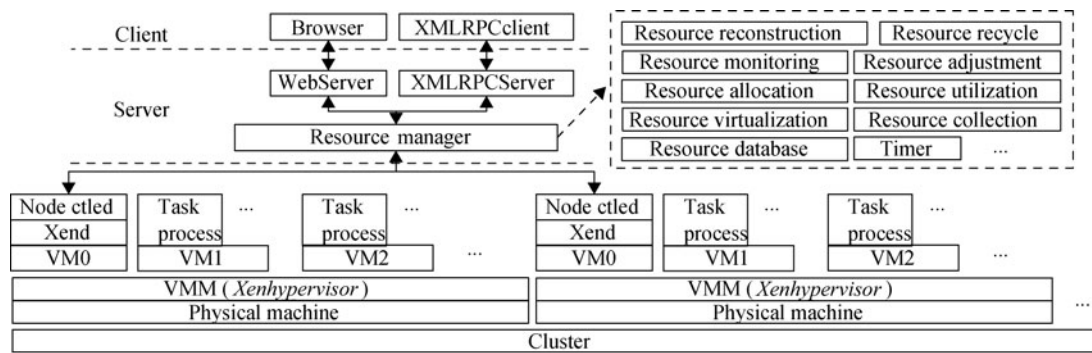 Client
Browser
XMLRPCclient
Server
WebServer
XMLRPCServer
Resource manager
Resource reconstruction
Resource recycle
Resource monitoring
Resource adjustment
Resource allocation
Resource utilization
Resource virtualization
Resource collection
Resource database
Timer
...
Node ctled
Xend
VM0
Task
process
VM1
...
Task
process
VM2
...
...
Node ctled
Xend
VM0
Task
process
VM1
...
Task
process
VM2
...
...
VMM (Xenhypervisor)
VMM (Xenhypervisor)
Physical machine
Physical machine
...
Cluster